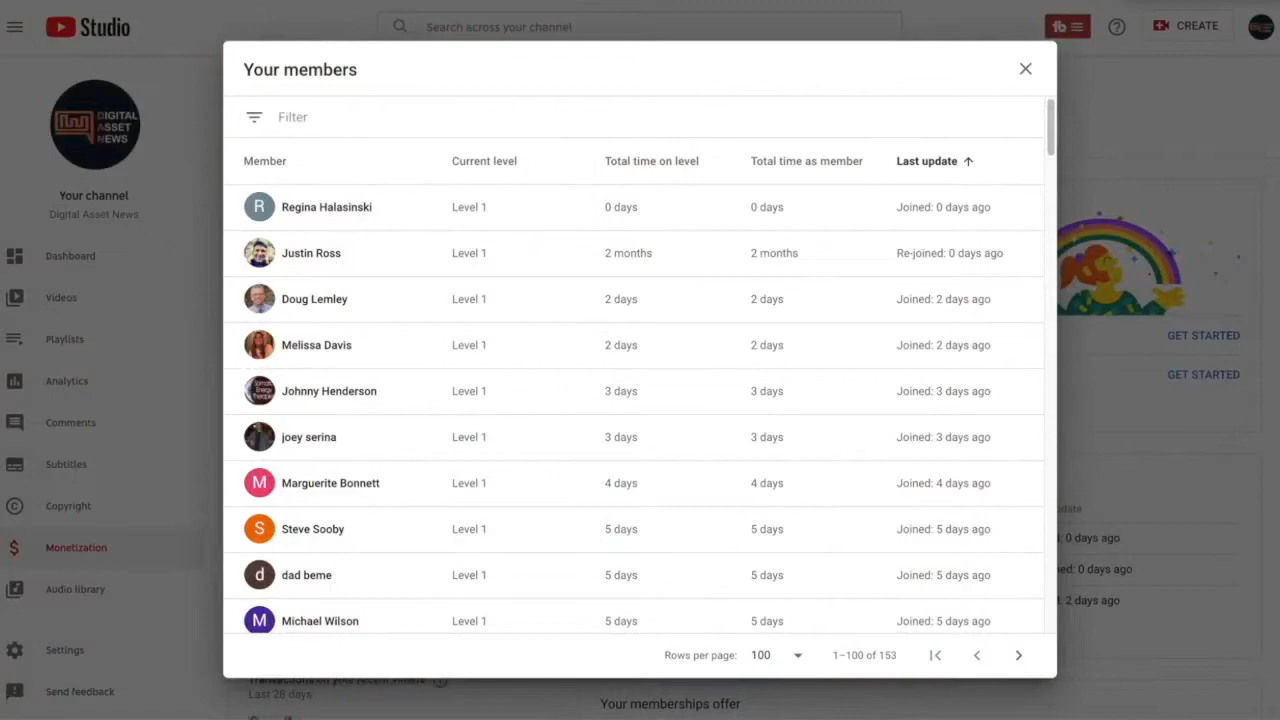 Studio
Search across your channel
CREATE
Your members
Filter
Member Current level Total time on level Total time as member Last update
R Regina Halasinski Level 1 0 days 0 days Joined: 0 days ago
Justin Ross Level 1 2 months 2 months Re-joined: 0 days ago
Doug Lemley Level 1 2 days 2 days Joined: 2 days ago
Melissa Davis Level 1 2 days 2 days Joined: 2 days ago
Johnny Henderson Level 1 3 days 3 days Joined: 3 days ago
joey serina Level 1 3 days 3 days Joined: 3 days ago
M Marguerite Bonnett Level 1 4 days 4 days Joined: 4 days ago
S Steve Sooby Level 1 5 days 5 days Joined: 5 days ago
d dad beme Level 1 5 days 5 days Joined: 5 days ago
M Michael Wilson Level 1 5 days 5 days Joined: 5 days ago
Rows per page: 100 1–100 of 153
DIGITAL
ASSET
NEWS
Your channel
Digital Asset News
Dashboard
Videos
Playlists
Analytics
Comments
Subtitles
Copyright
Monetization
Audio library
Settings
Send feedback
GET STARTED
GET STARTED
0 days ago
0 days ago
2 days ago
Last 28 days
Your memberships offer